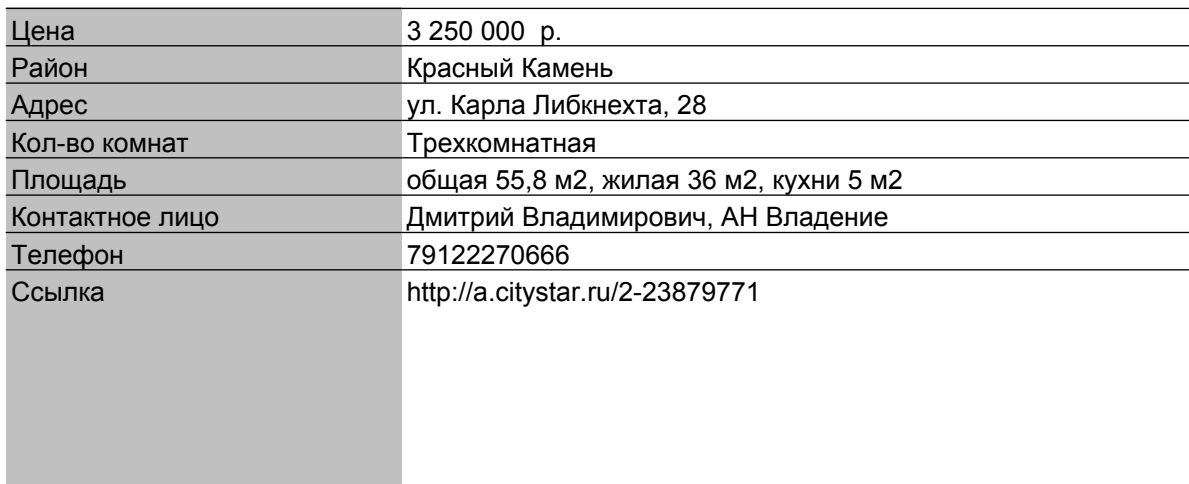 Цена 3 250 000 р.
Район Красный Камень
Адрес ул. Карла Либкнехта, 28
Кол-во комнат Трехкомнатная
Площадь общая 55,8 м2, жилая 36 м2, кухни 5 м2
Контактное лицо Дмитрий Владимирович, АН Владение
Телефон 79122270666
Ссылка http://a.citystar.ru/2-23879771